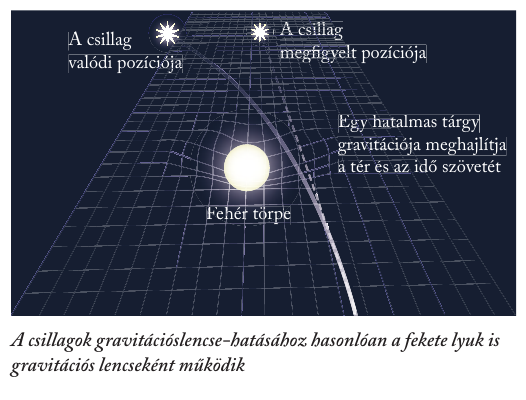 A csillag
valódi pozíciója
A csillag
megfigyelt pozíciója
Egy hatalmas tárgy
gravitációja meghajlítja
a tér és az idő szövetét
Fehér törpe
A csillagok gravitációslencse-hatásához hasonlóan a fekete lyuk is
gravitációs lencseként működik